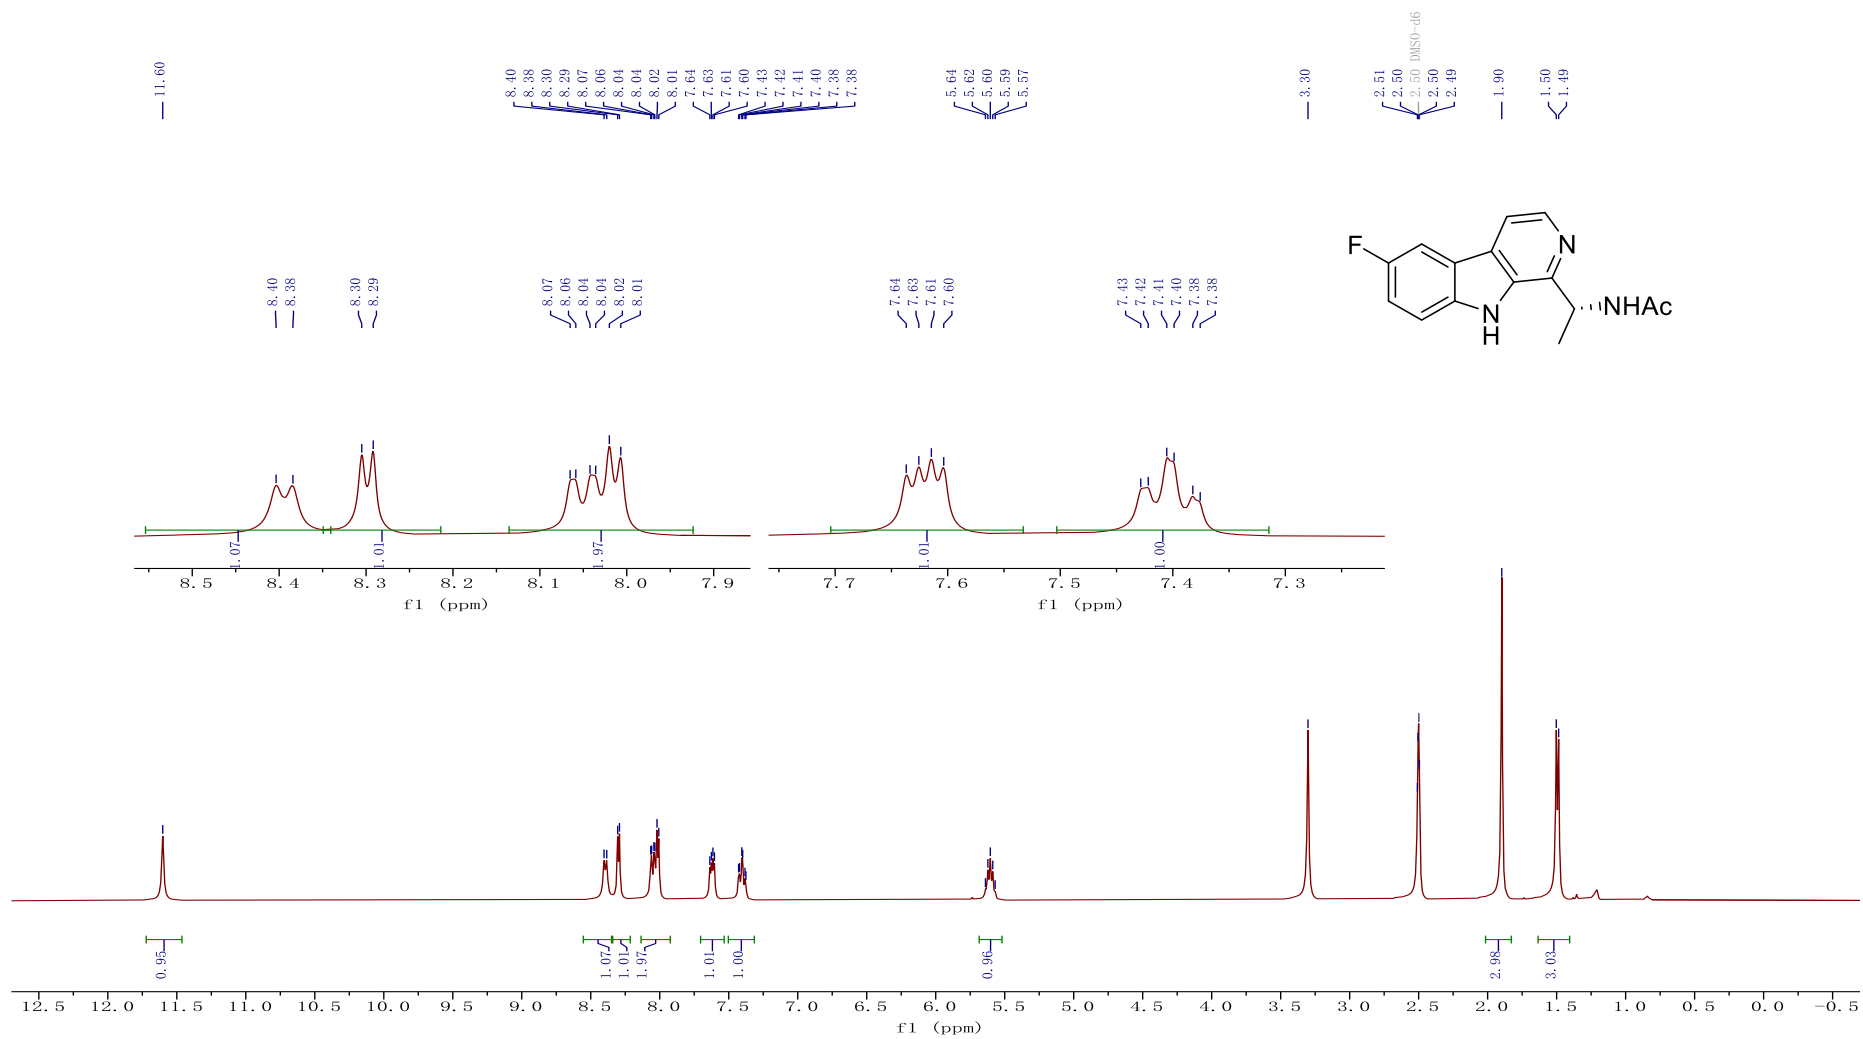 11.60 8.40 8.38 8.30 8.29 8.07 8.06 8.04 8.04 8.02 8.01 7.64 7.63 7.61 7.60 7.43 7.42 7.41 7.40 7.38 7.38 5.64 5.62 5.60 5.59 5.57 3.30 2.51 2.50 2.50 DMSO-d6 2.50 2.49 1.90 1.50 1.49
F
N
N
H
NHAc
8.40 8.38 8.30 8.29 8.07 8.06 8.04 8.04 8.02 8.01
1.07 1.01 1.97
8.5 8.4 8.3 8.2 8.1 8.0 7.9
f1 (ppm)
7.64 7.63 7.61 7.60 7.43 7.42 7.41 7.40 7.38 7.38
1.01 1.00
7.7 7.6 7.5 7.4 7.3
f1 (ppm)
0.95 1.07 1.01 1.97 1.01 1.00 0.96 2.98 3.03
12.5 12.0 11.5 11.0 10.5 10.0 9.5 9.0 8.5 8.0 7.5 7.0 6.5 6.0 5.5 5.0 4.5 4.0 3.5 3.0 2.5 2.0 1.5 1.0 0.5 0.0 -0.5
f1 (ppm)